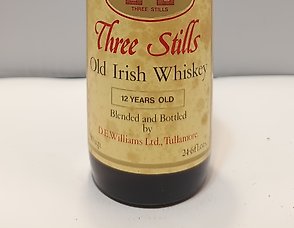 THREE STILLS
Three Stills
Old Irish Whiskey
12 YEARS OLD
Blended and Bottled
by
D.E. Williams Ltd., Tullamore.